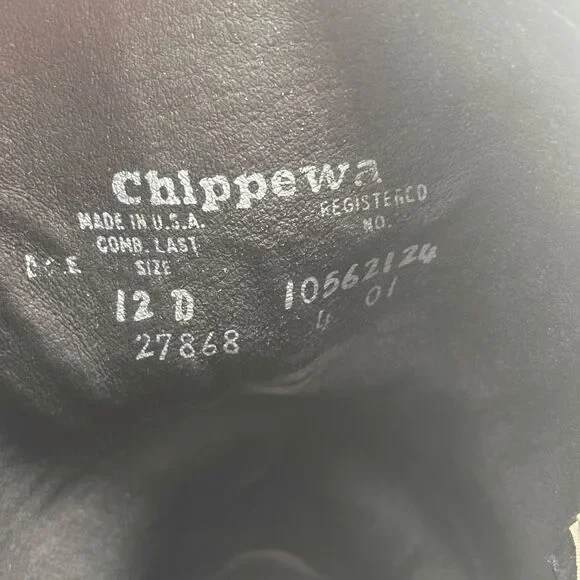 Chippewa
MADE IN U.S.A.
REGISTERED
NO.
COMB. LAST
SIZE
12 D
10562124
4 01
27868